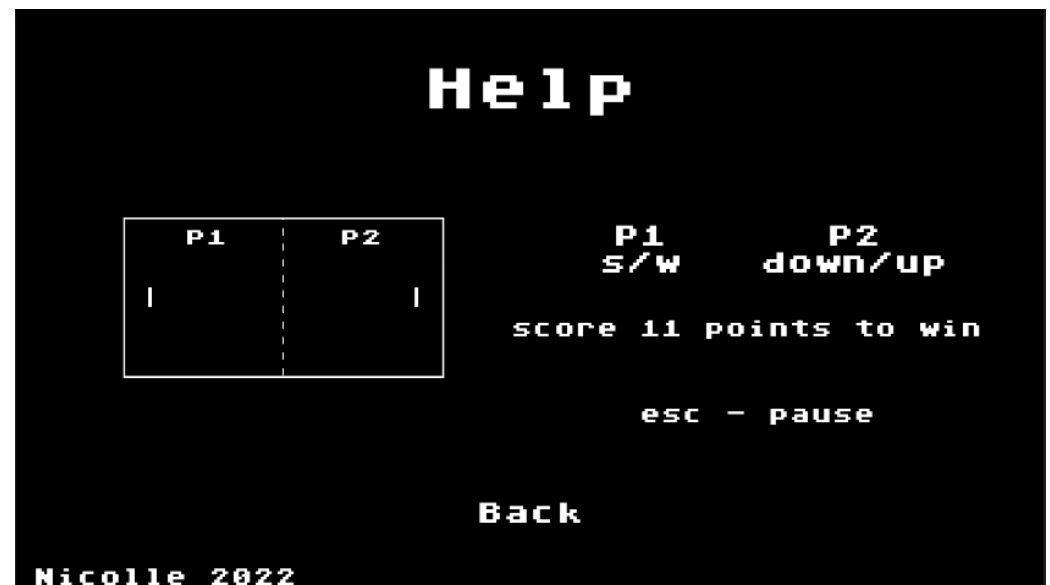 Help
P1 P2
P1 P2
s/w down/up
score 11 points to win
esc - pause
Back
Nicolle 2022